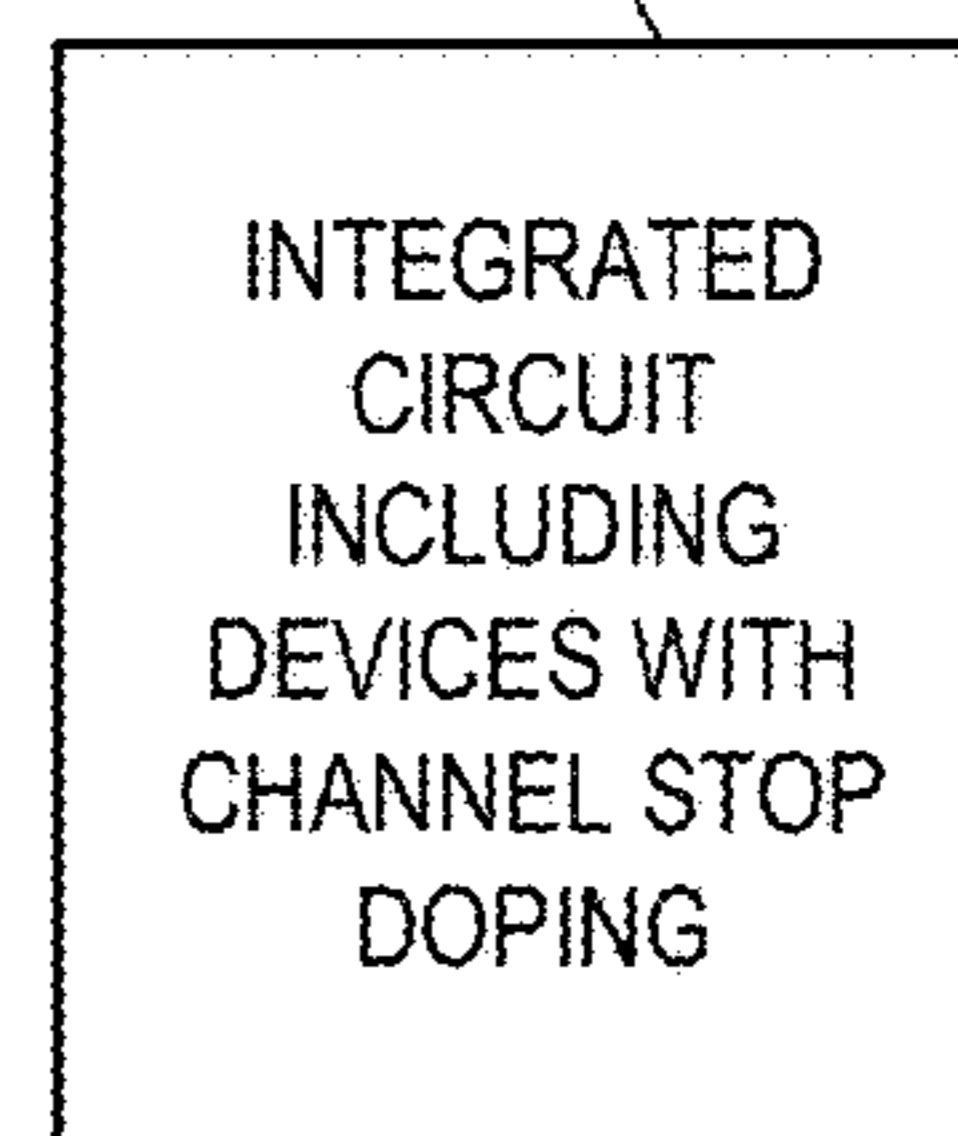 INTEGRATED
CIRCUIT
INCLUDING
DEVICES WITH
CHANNEL STOP
DOPING